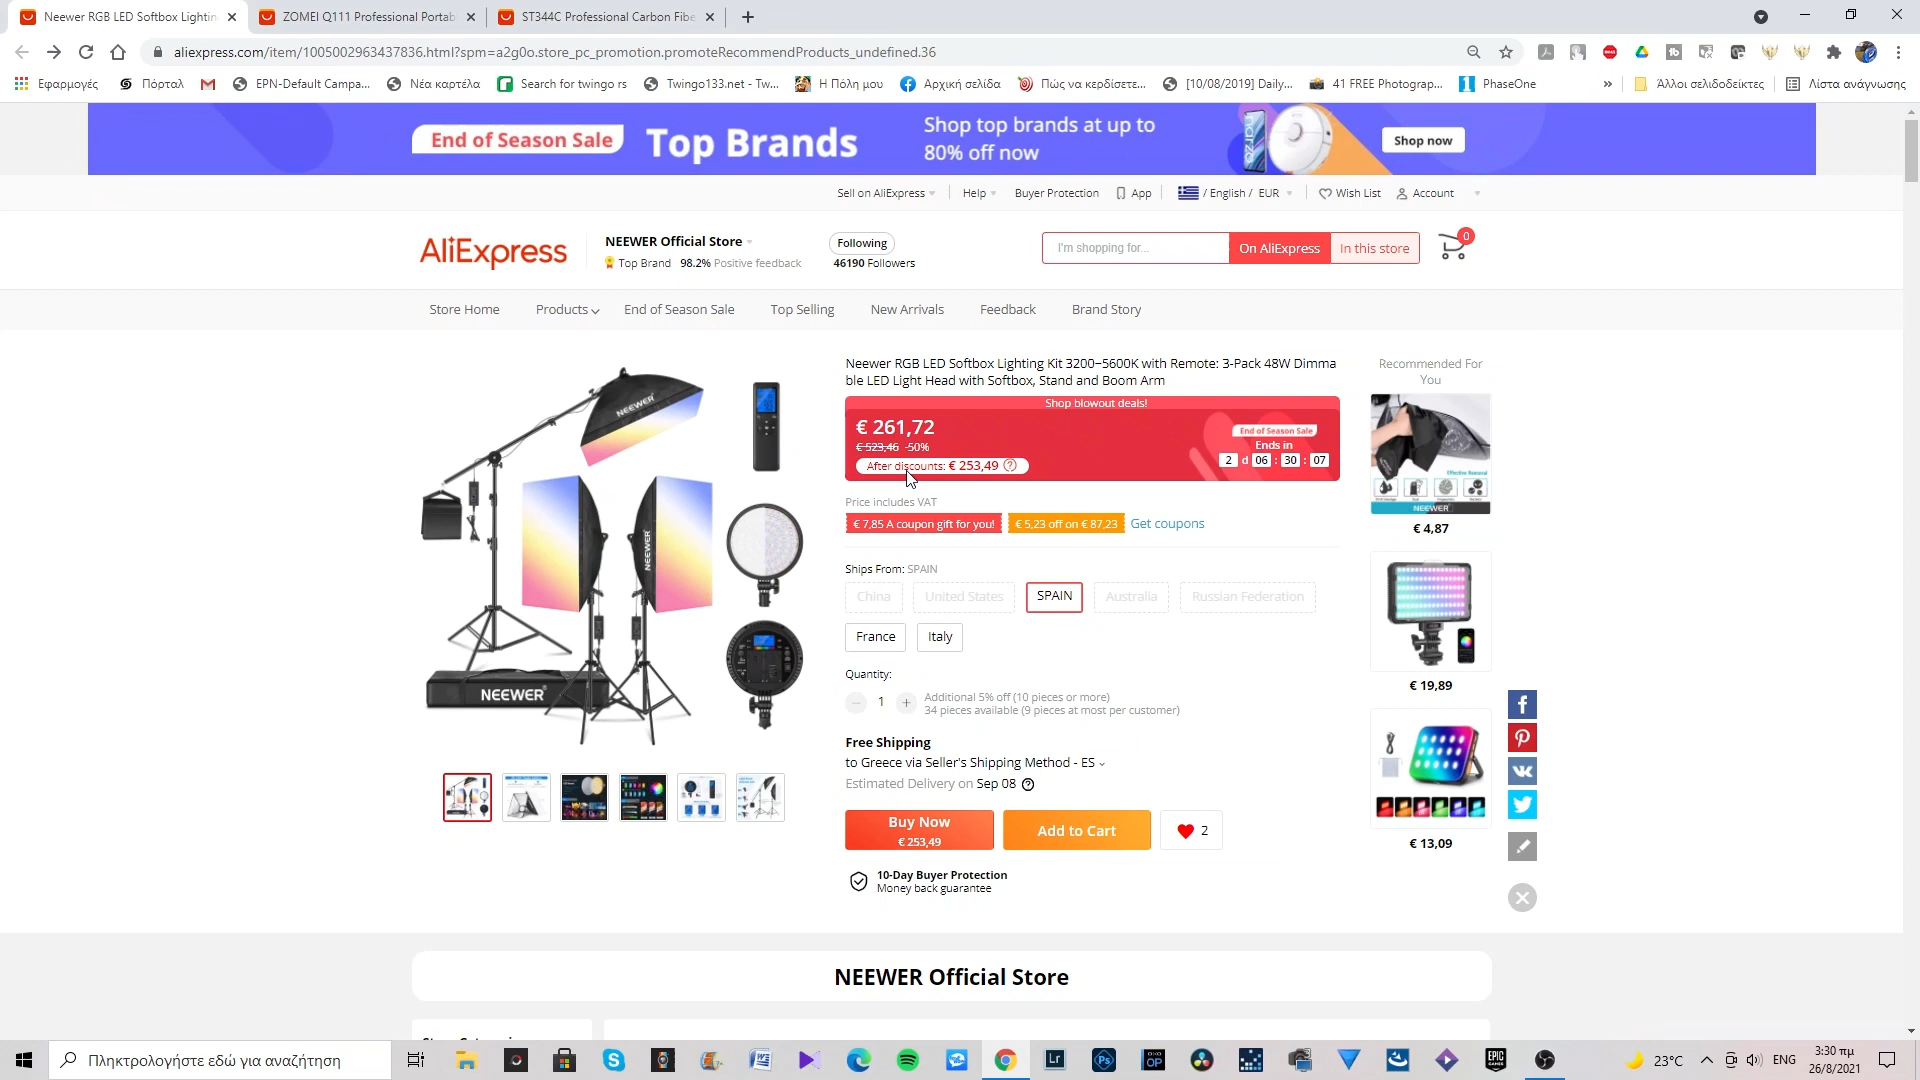 Neewer RGB LED Softbox Lightin
ZOMEI Q111 Professional Portab
ST344C Professional Carbon Fibe
aliexpress.com/item/1005002963437836.html?spm=a2g0o.store_pc_promotion.promoteRecommendProducts_undefined.36
Εφαρμογές Πόρταλ EPN-Default Campa... Νέα καρτέλα Search for twingo rs Twingo133.net - Tw... Η Πόλη μου Αρχική σελίδα Πώς να κερδίσετε... [10/08/2019] Daily... 41 FREE Photograp... PhaseOne » Άλλοι σελιδοδείκτες Λίστα ανάγνωσης
End of Season Sale Top Brands
Shop top brands at up to
80% off now
Shop now
Sell on AliExpress Help Buyer Protection App / English / EUR Wish List Account
AliExpress
NEEWER Official Store
Top Brand 98.2% Positive feedback
Following
46190 Followers
I'm shopping for... On AliExpress In this store
0
Store Home Products End of Season Sale Top Selling New Arrivals Feedback Brand Story
Neewer RGB LED Softbox Lighting Kit 3200–5600K with Remote: 3-Pack 48W Dimma
ble LED Light Head with Softbox, Stand and Boom Arm
Shop blowout deals!
€ 261,72
€ 523,46 -50%
After discounts: € 253,49
End of Season Sale
Ends in
2 d 06 : 30 : 07
Price includes VAT
€ 7,85 A coupon gift for you! € 5,23 off on € 87,23 Get coupons
Ships From: SPAIN
China United States SPAIN Australia Russian Federation
France Italy
Quantity:
1
Additional 5% off (10 pieces or more)
34 pieces available (9 pieces at most per customer)
Free Shipping
to Greece via Seller's Shipping Method - ES
Estimated Delivery on Sep 08
Buy Now
€ 253,49
Add to Cart
2
10-Day Buyer Protection
Money back guarantee
NEEWER
NEEWER
NEEWER
Recommended For
You
Effective Removal
NEEWER
€ 4,87
€ 19,89
€ 13,09
NEEWER Official Store
Πληκτρολογήστε εδώ για αναζήτηση
23°C
ENG
3:30 πμ
26/8/2021